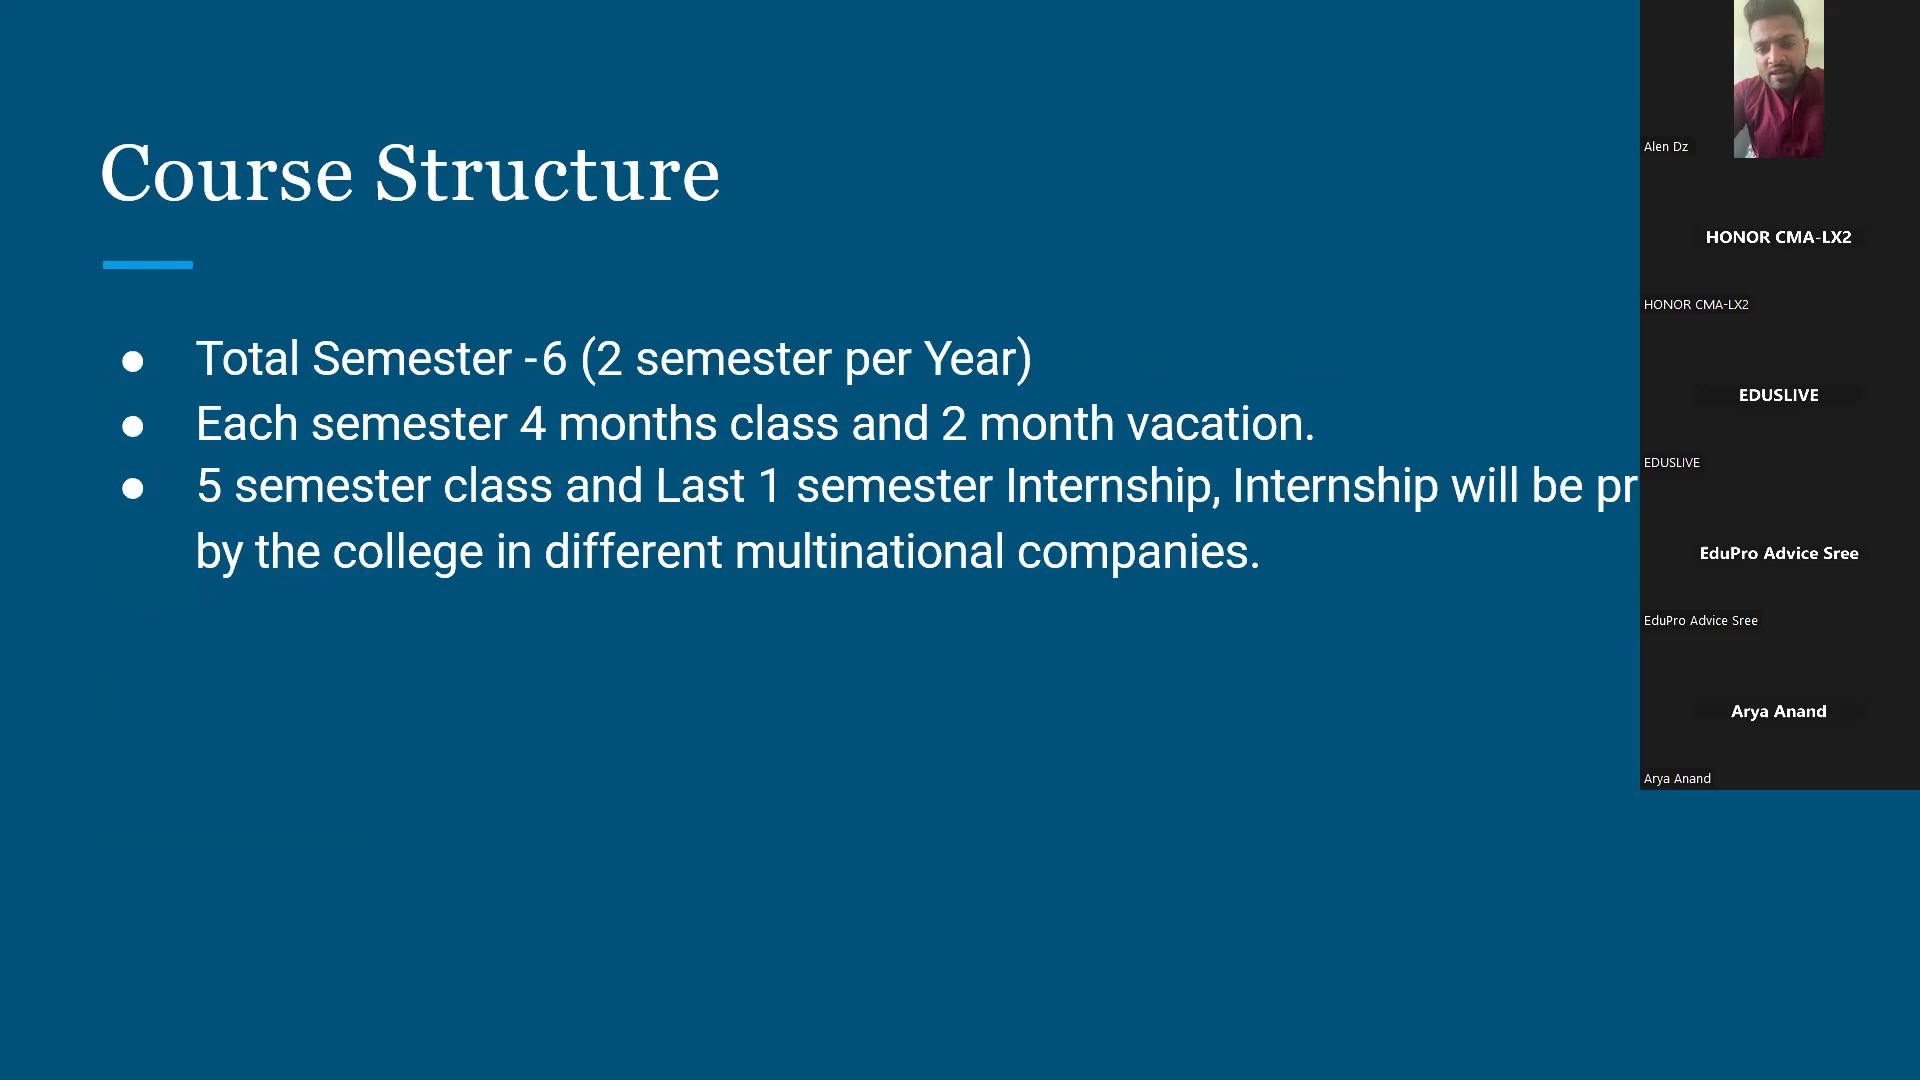 Course Structure
Total Semester -6 (2 semester per Year)
Each semester 4 months class and 2 month vacation.
5 semester class and Last 1 semester Internship, Internship will be
by the college in different multinational companies.
Alen Dz
HONOR CMA-LX2
HONOR CMA-LX2
EDUSLIVE
EDUSLIVE
EduPro Advice Sree
EduPro Advice Sree
Arya Anand
Arya Anand